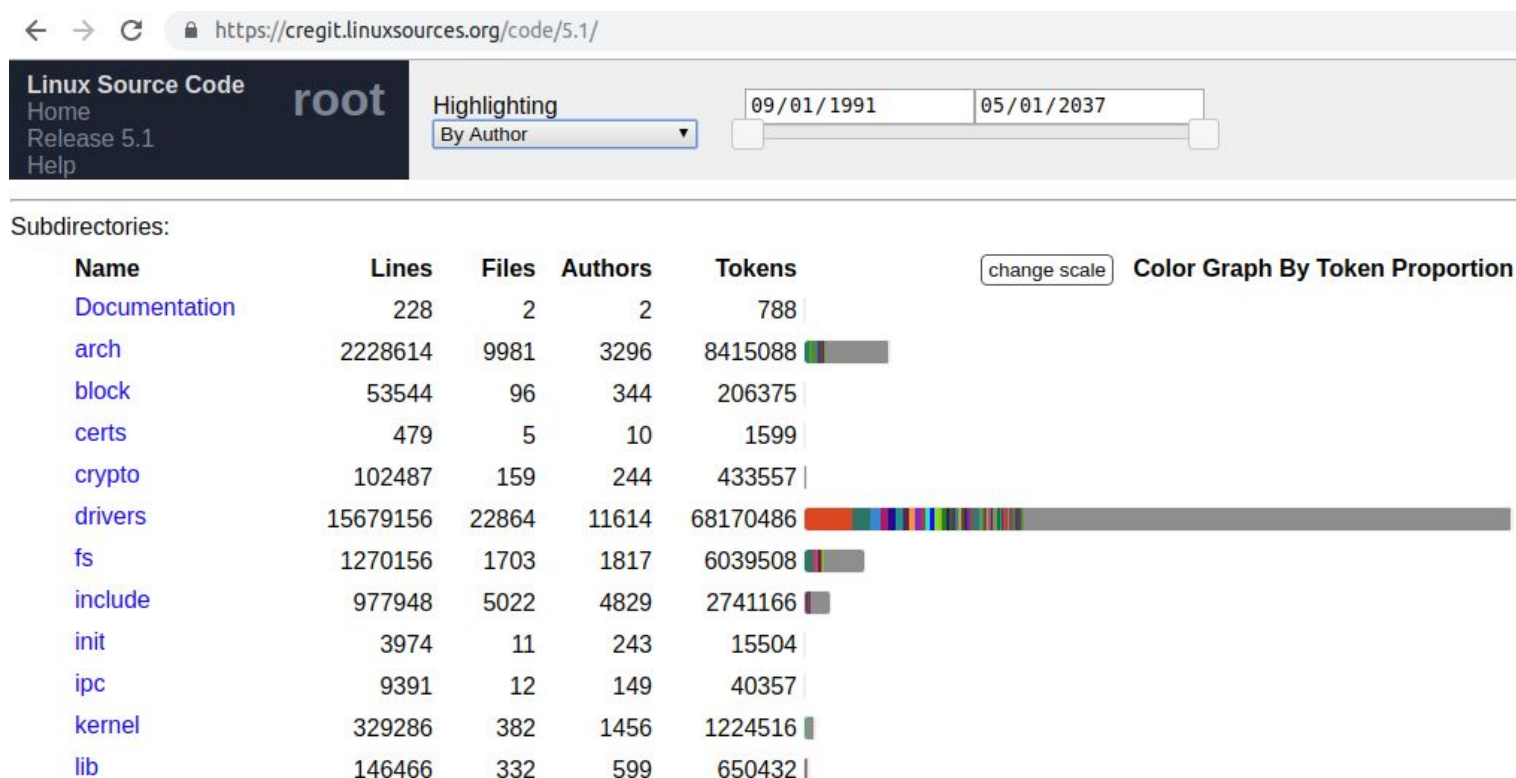 https://cregit.linuxsources.org/code/5.1/
Linux Source Code
Home
Release 5.1
Help
root
Highlighting
By Author
09/01/1991 05/01/2037
Subdirectories:
Name Lines Files Authors Tokens change scale Color Graph By Token Proportion
Documentation 228 2 2 788
arch 2228614 9981 3296 8415088
block 53544 96 344 206375
certs 479 5 10 1599
crypto 102487 159 244 433557
drivers 15679156 22864 11614 68170486
fs 1270156 1703 1817 6039508
include 977948 5022 4829 2741166
init 3974 11 243 15504
ipc 9391 12 149 40357
kernel 329286 382 1456 1224516
lib 146466 332 599 650432